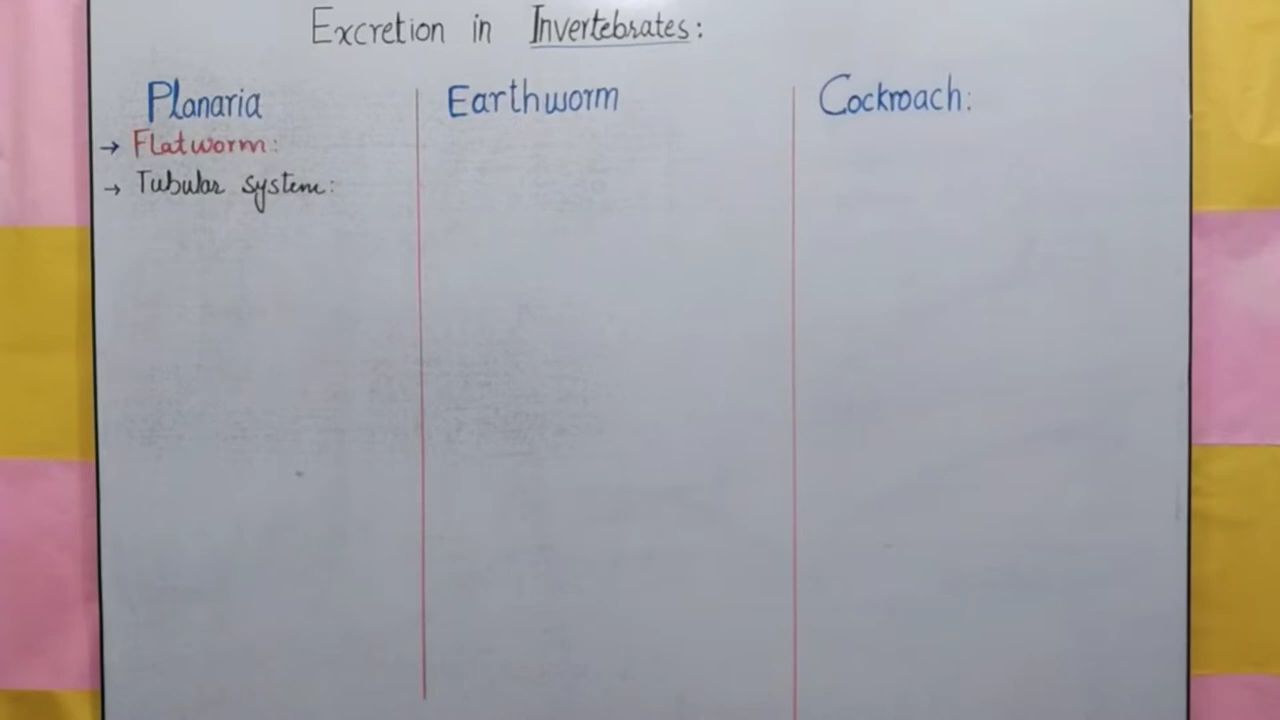 Excretion in Invertebrates:
Planaria
→ Flatworm:
→ Tubular system:
Earthworm
Cockroach: